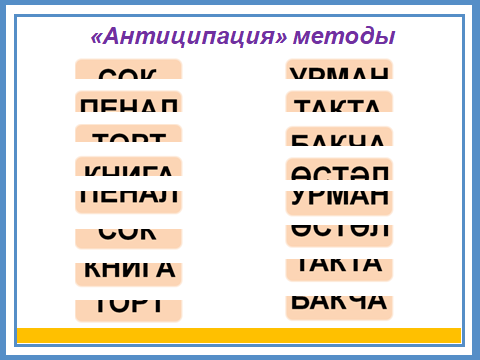 «Антиципация» методы
СОК УРМАН
ПЕНАЛ ТАКТА
ТОРТ БАКЧА
КНИГА ӨСТӘЛ
ПЕНАЛ УРМАН
СОК ӨСТӘЛ
КНИГА ТАКТА
ТОРТ БАКЧА